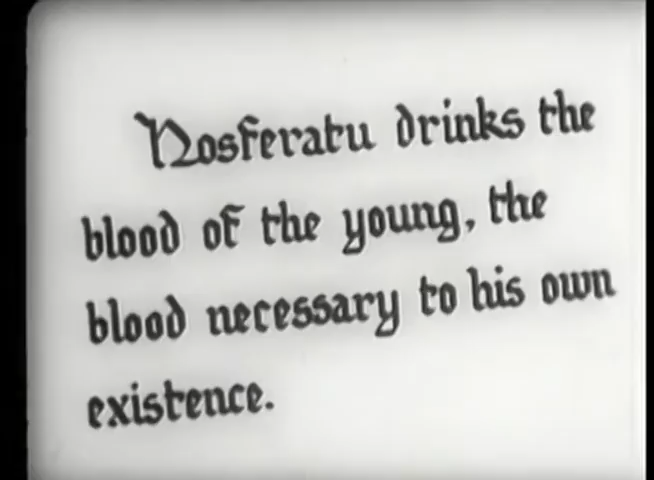 Nosferatu drinks the
blood of the young, the
blood necessary to his own
existence.